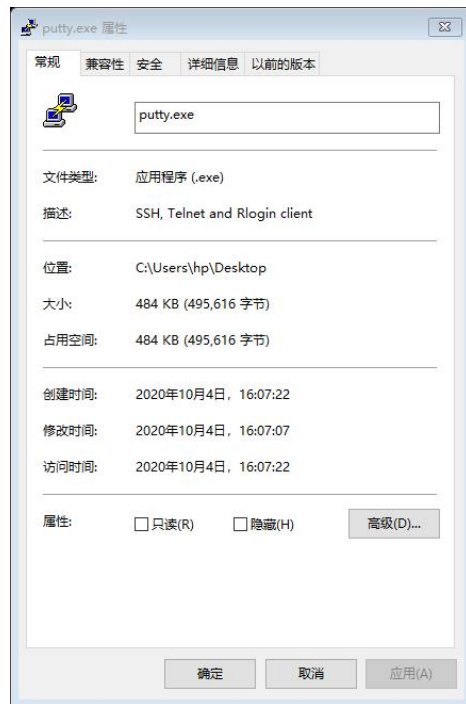 putty.exe 属性
常规 兼容性 安全 详细信息 以前的版本
putty.exe
文件类型: 应用程序 (.exe)
描述: SSH, Telnet and Rlogin client
位置: C:\Users\hp\Desktop
大小: 484 KB (495,616 字节)
占用空间: 484 KB (495,616 字节)
创建时间: 2020年10月4日，16:07:22
修改时间: 2020年10月4日，16:07:07
访问时间: 2020年10月4日，16:07:22
属性: 只读(R) 隐藏(H) 高级(D)...
确定 取消 应用(A)